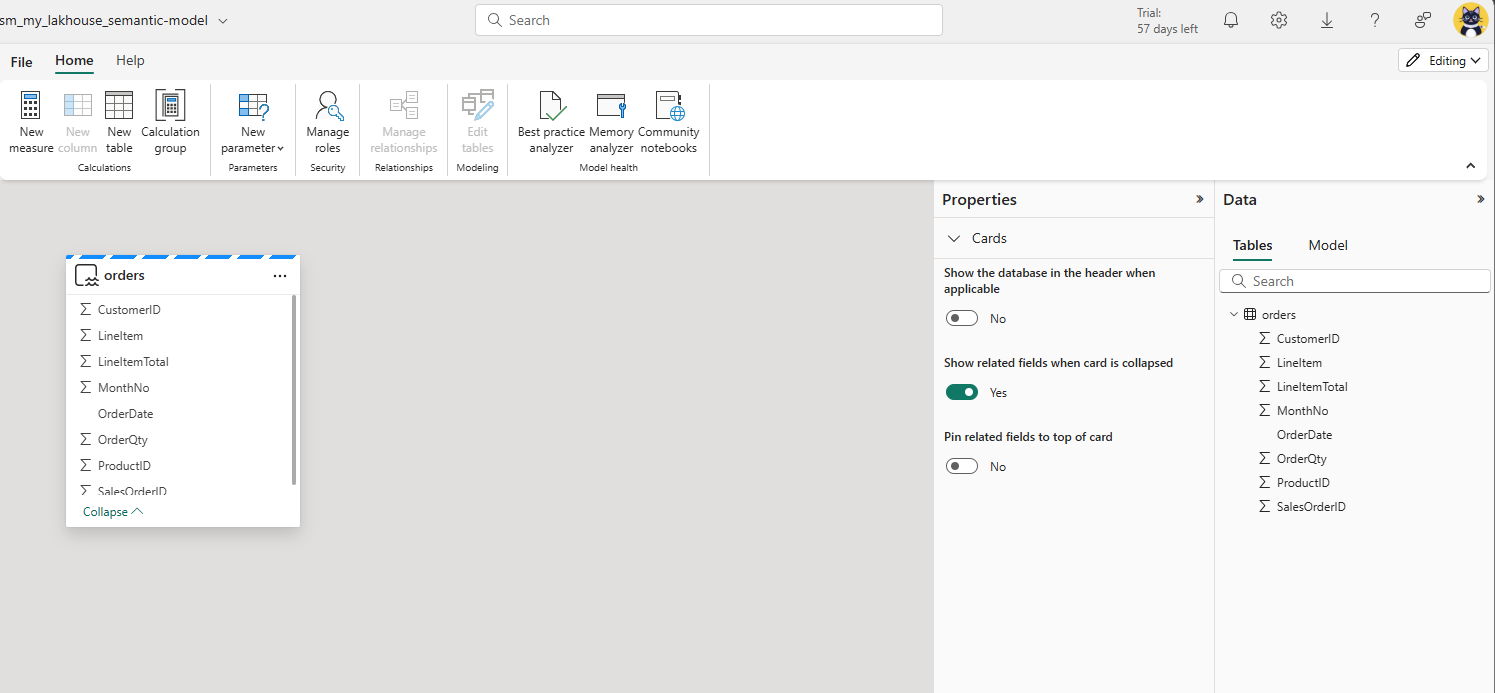 sm_my_lakhouse_semantic-model
Search
Trial:
57 days left
File
Home
Help
Editing
New
measure
New
column
New
table
Calculation
group
Calculations
New
parameter
Parameters
Manage
roles
Security
Manage
relationships
Relationships
Edit
tables
Modeling
Best practice
analyzer
Memory
analyzer
Community
notebooks
Model health
orders
CustomerID
LineItem
LineItemTotal
MonthNo
OrderDate
OrderQty
ProductID
SalesOrderID
Collapse
Properties
Cards
Show the database in the header when
applicable
No
Show related fields when card is collapsed
Yes
Pin related fields to top of card
No
Data
Tables
Model
Search
orders
CustomerID
LineItem
LineItemTotal
MonthNo
OrderDate
OrderQty
ProductID
SalesOrderID